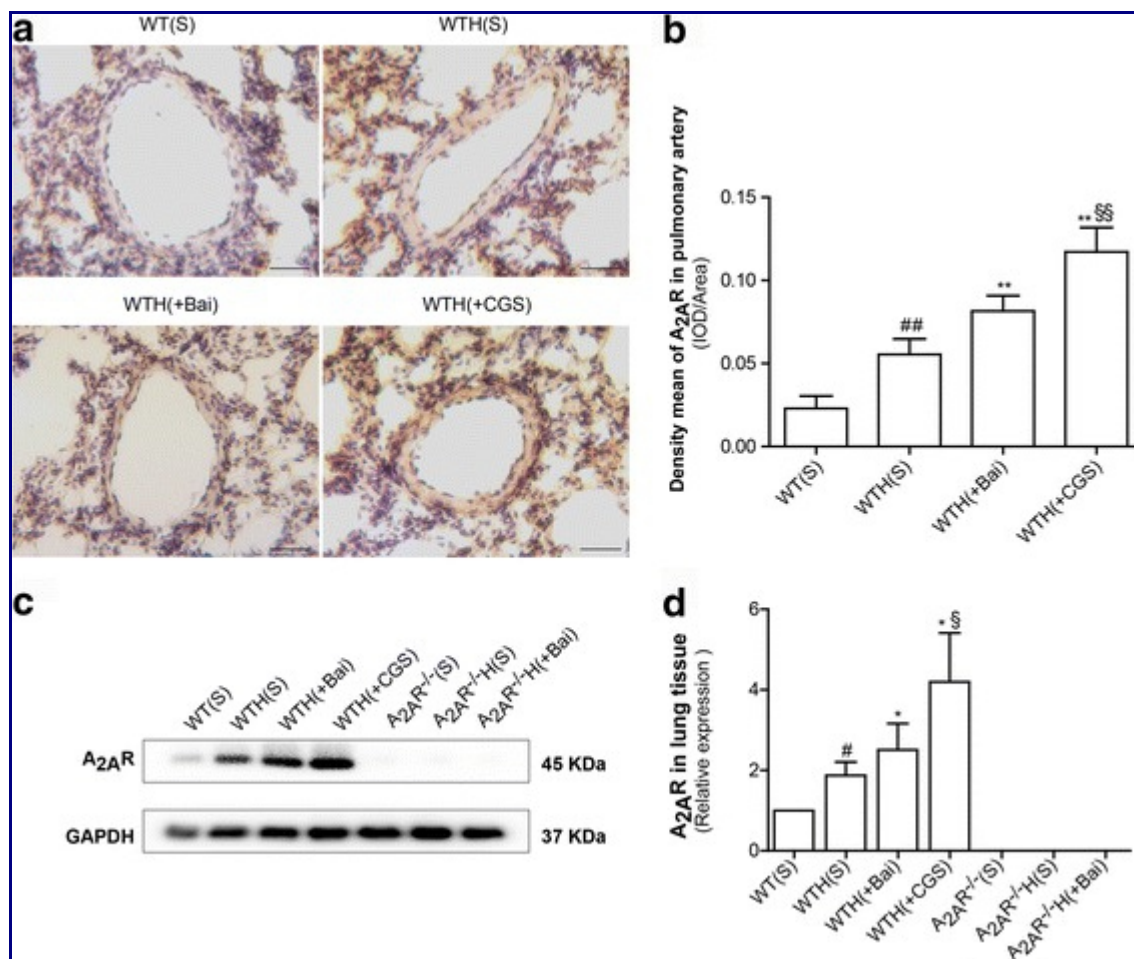 a
WT(S)
WTH(S)
WTH(+Bai)
WTH(+CGS)
b
Density mean of A2AR in pulmonary artery
(IOD/Area)
0.15
0.10
0.05
0.00
##
**
** §§
WT(S)
WTH(S)
WTH(+Bai)
WTH(+CGS)
c
WT(S)
WTH(S)
WTH(+Bai)
WTH(+CGS)
A2AR-/-(S)
A2AR-/-H(S)
A2AR-/-H(+Bai)
A2AR
45 KDa
GAPDH
37 KDa
d
A2AR in lung tissue
(Relative expression )
6
4
2
0
#
*
* §
WT(S)
WTH(S)
WTH(+Bai)
WTH(+CGS)
A2AR-/-(S)
A2AR-/-H(S)
A2AR-/-H(+Bai)